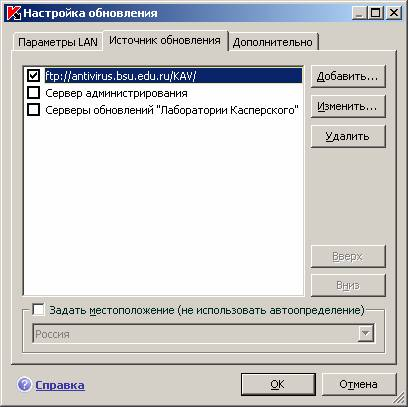 Настройка обновления
Параметры LAN
Источник обновления
Дополнительно
ftp://antivirus.bsu.edu.ru/KAV/
Сервер администрирования
Серверы обновлений "Лаборатории Касперского"
Добавить...
Изменить...
Удалить
Вверх
Вниз
Задать местоположение (не использовать автоопределение)
Россия
Справка
OK
Отмена